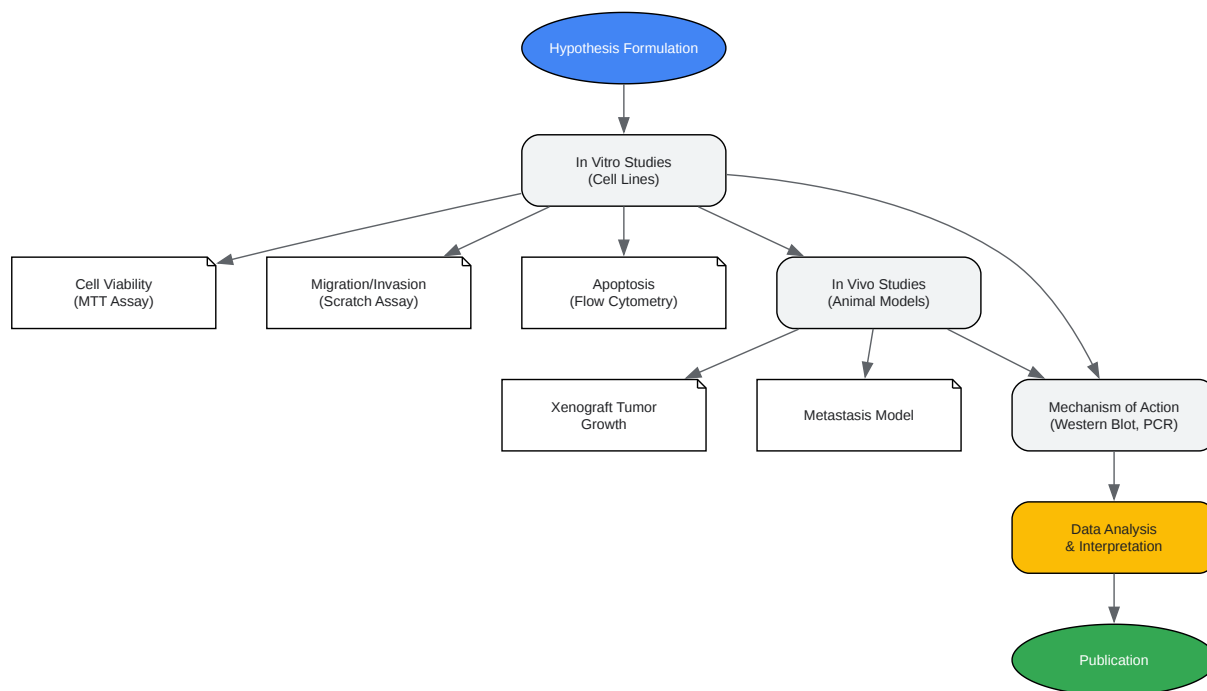 Hypothesis Formulation
In Vitro Studies
(Cell Lines)
Cell Viability
(MTT Assay)
Migration/Invasion
(Scratch Assay)
Apoptosis
(Flow Cytometry)
In Vivo Studies
(Animal Models)
Xenograft Tumor
Growth
Metastasis Model
Mechanism of Action
(Western Blot, PCR)
Data Analysis
& Interpretation
Publication